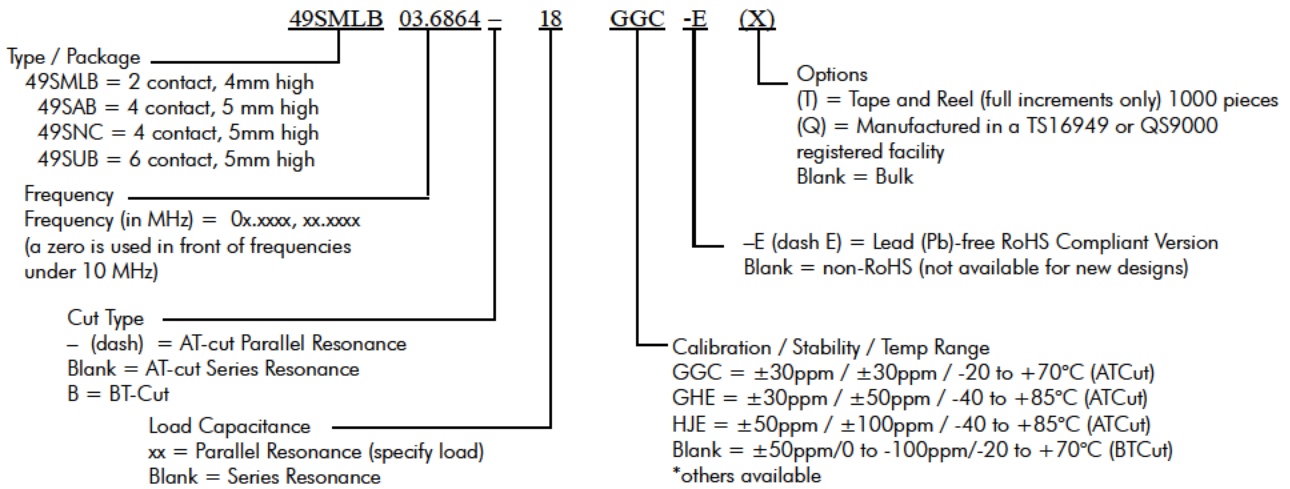 49SMLB 03.6864 – 18 GGC -E (X)
Type / Package
49SMLB = 2 contact, 4mm high
49SAB = 4 contact, 5 mm high
49SNC = 4 contact, 5mm high
49SUB = 6 contact, 5mm high
Frequency
Frequency (in MHz) = 0x.xxxx, xx.xxxx
(a zero is used in front of frequencies
under 10 MHz)
Cut Type
– (dash) = AT-cut Parallel Resonance
Blank = AT-cut Series Resonance
B = BT-Cut
Load Capacitance
xx = Parallel Resonance (specify load)
Blank = Series Resonance
Options
(T) = Tape and Reel (full increments only) 1000 pieces
(Q) = Manufactured in a TS16949 or QS9000
registered facility
Blank = Bulk
–E (dash E) = Lead (Pb)-free RoHS Compliant Version
Blank = non-RoHS (not available for new designs)
Calibration / Stability / Temp Range
GGC = ±30ppm / ±30ppm / -20 to +70°C (ATCut)
GHE = ±30ppm / ±50ppm / -40 to +85°C (ATCut)
HJE = ±50ppm / ±100ppm / -40 to +85°C (ATCut)
Blank = ±50ppm/0 to -100ppm/-20 to +70°C (BTCut)
*others available